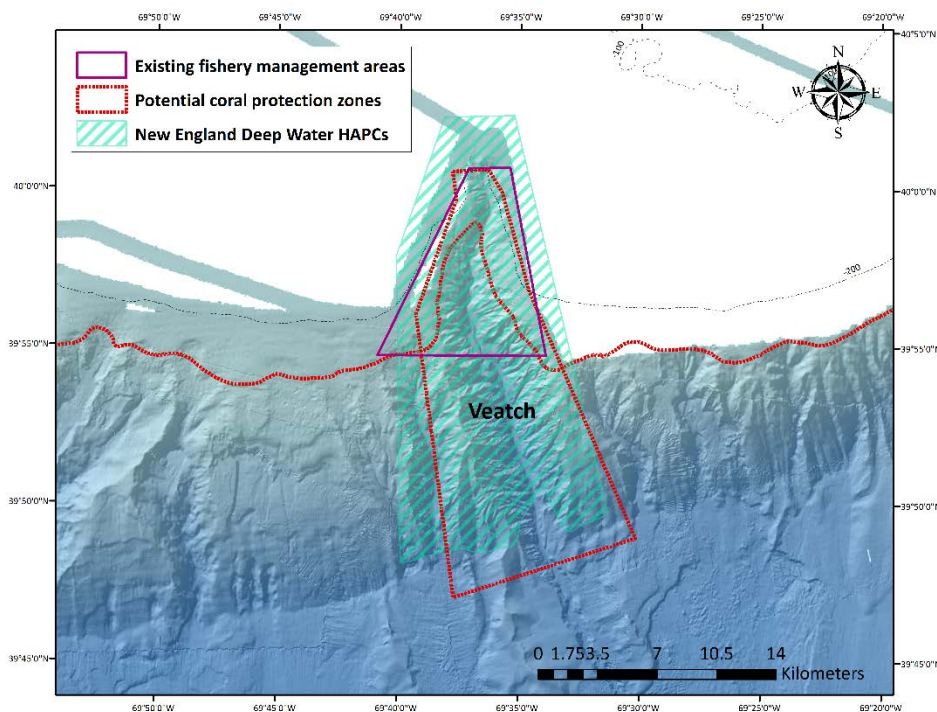 69°50'0"W 69°45'0"W 69°40'0"W 69°35'0"W 69°30'0"W 69°25'0"W 69°20'0"W
40°5'0"N
Existing fishery management areas
Potential coral protection zones
New England Deep Water HAPCs
-100
N
W E
S
40°0'0"N 40°0'0"N
-200
39°55'0"N 39°55'0"N
Veatch
39°50'0"N 39°50'0"N
0 1.75 3.5 7 10.5 14
Kilometers
39°45'0"N 39°45'0"N
69°50'0"W 69°45'0"W 69°40'0"W 69°35'0"W 69°30'0"W 69°25'0"W 69°20'0"W